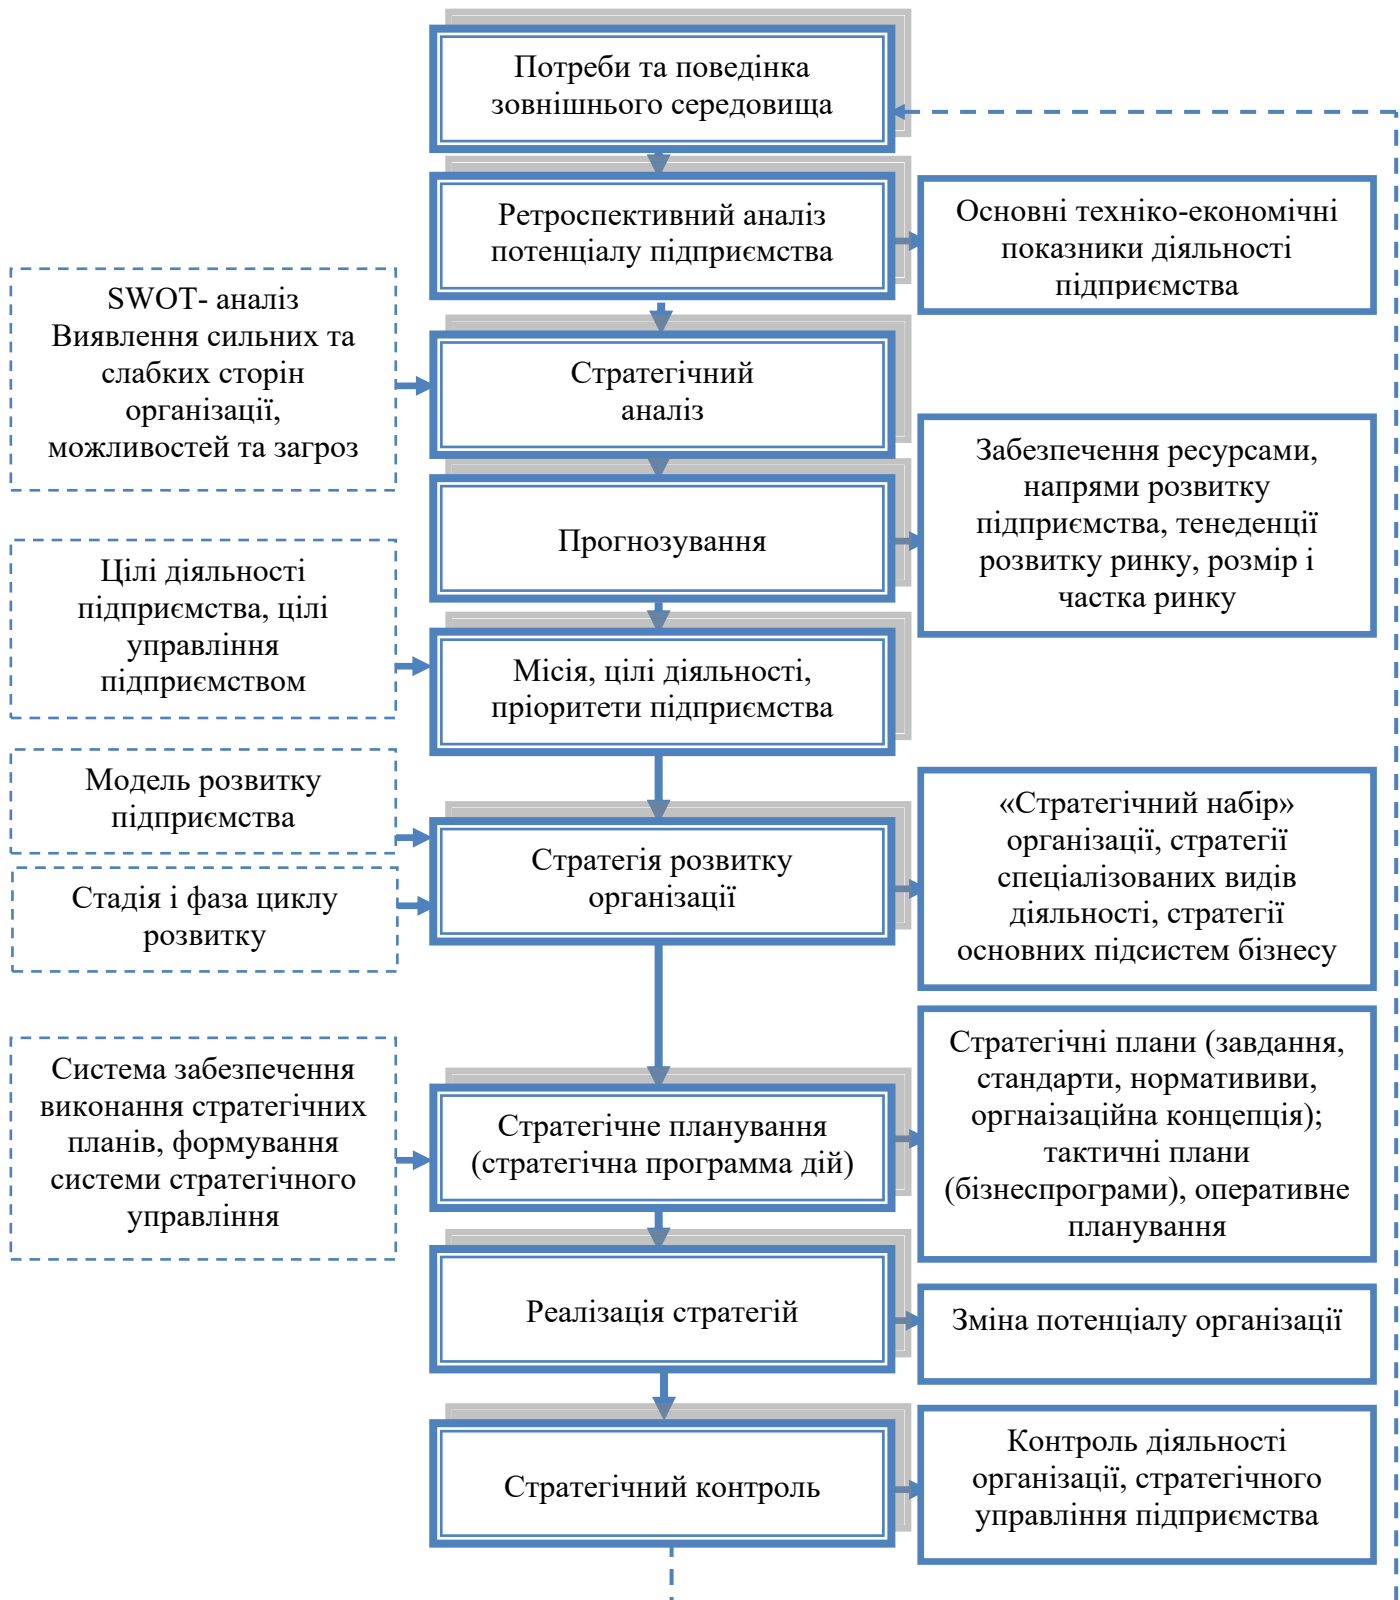 Потреби та поведінка
зовнішнього середовища
Ретроспективний аналіз
потенціалу підприємства
Основні техніко-економічні
показники діяльності
підприємства
SWOT- аналіз
Виявлення сильних та
слабких сторін
організації,
можливостей та загроз
Стратегічний
аналіз
Прогнозування
Забезпечення ресурсами,
напрями розвитку
підприємства, тенеденції
розвитку ринку, розмір і
частка ринку
Цілі діяльності
підприємства, цілі
управління
підприємством
Місія, цілі діяльності,
пріоритети підприємства
Модель розвитку
підприємства
Стадія і фаза циклу
розвитку
Стратегія розвитку
організації
«Стратегічний набір»
організації, стратегії
спеціалізованих видів
діяльності, стратегії
основних підсистем бізнесу
Система забезпечення
виконання стратегічних
планів, формування
системи стратегічного
управління
Стратегічне планування
(стратегічна программа дій)
Стратегічні плани (завдання,
стандарти, норматививи,
оргнаізаційна концепція);
тактичні плани
(бізнеспрограми), оперативне
планування
Реалізація стратегій
Зміна потенціалу організації
Стратегічний контроль
Контроль діяльності
організації, стратегічного
управління підприємства